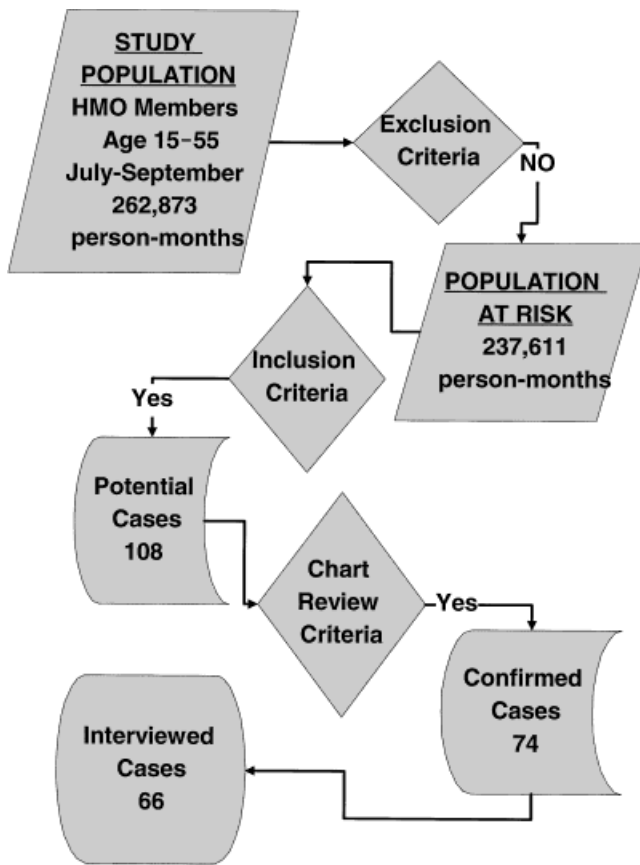 STUDY
POPULATION
HMO Members
Age 15-55
July-September
262,873
person-months
Exclusion
Criteria
NO
POPULATION
AT RISK
237,611
person-months
Inclusion
Criteria
Yes
Potential
Cases
108
Chart
Review
Criteria
Yes
Confirmed
Cases
74
Interviewed
Cases
66